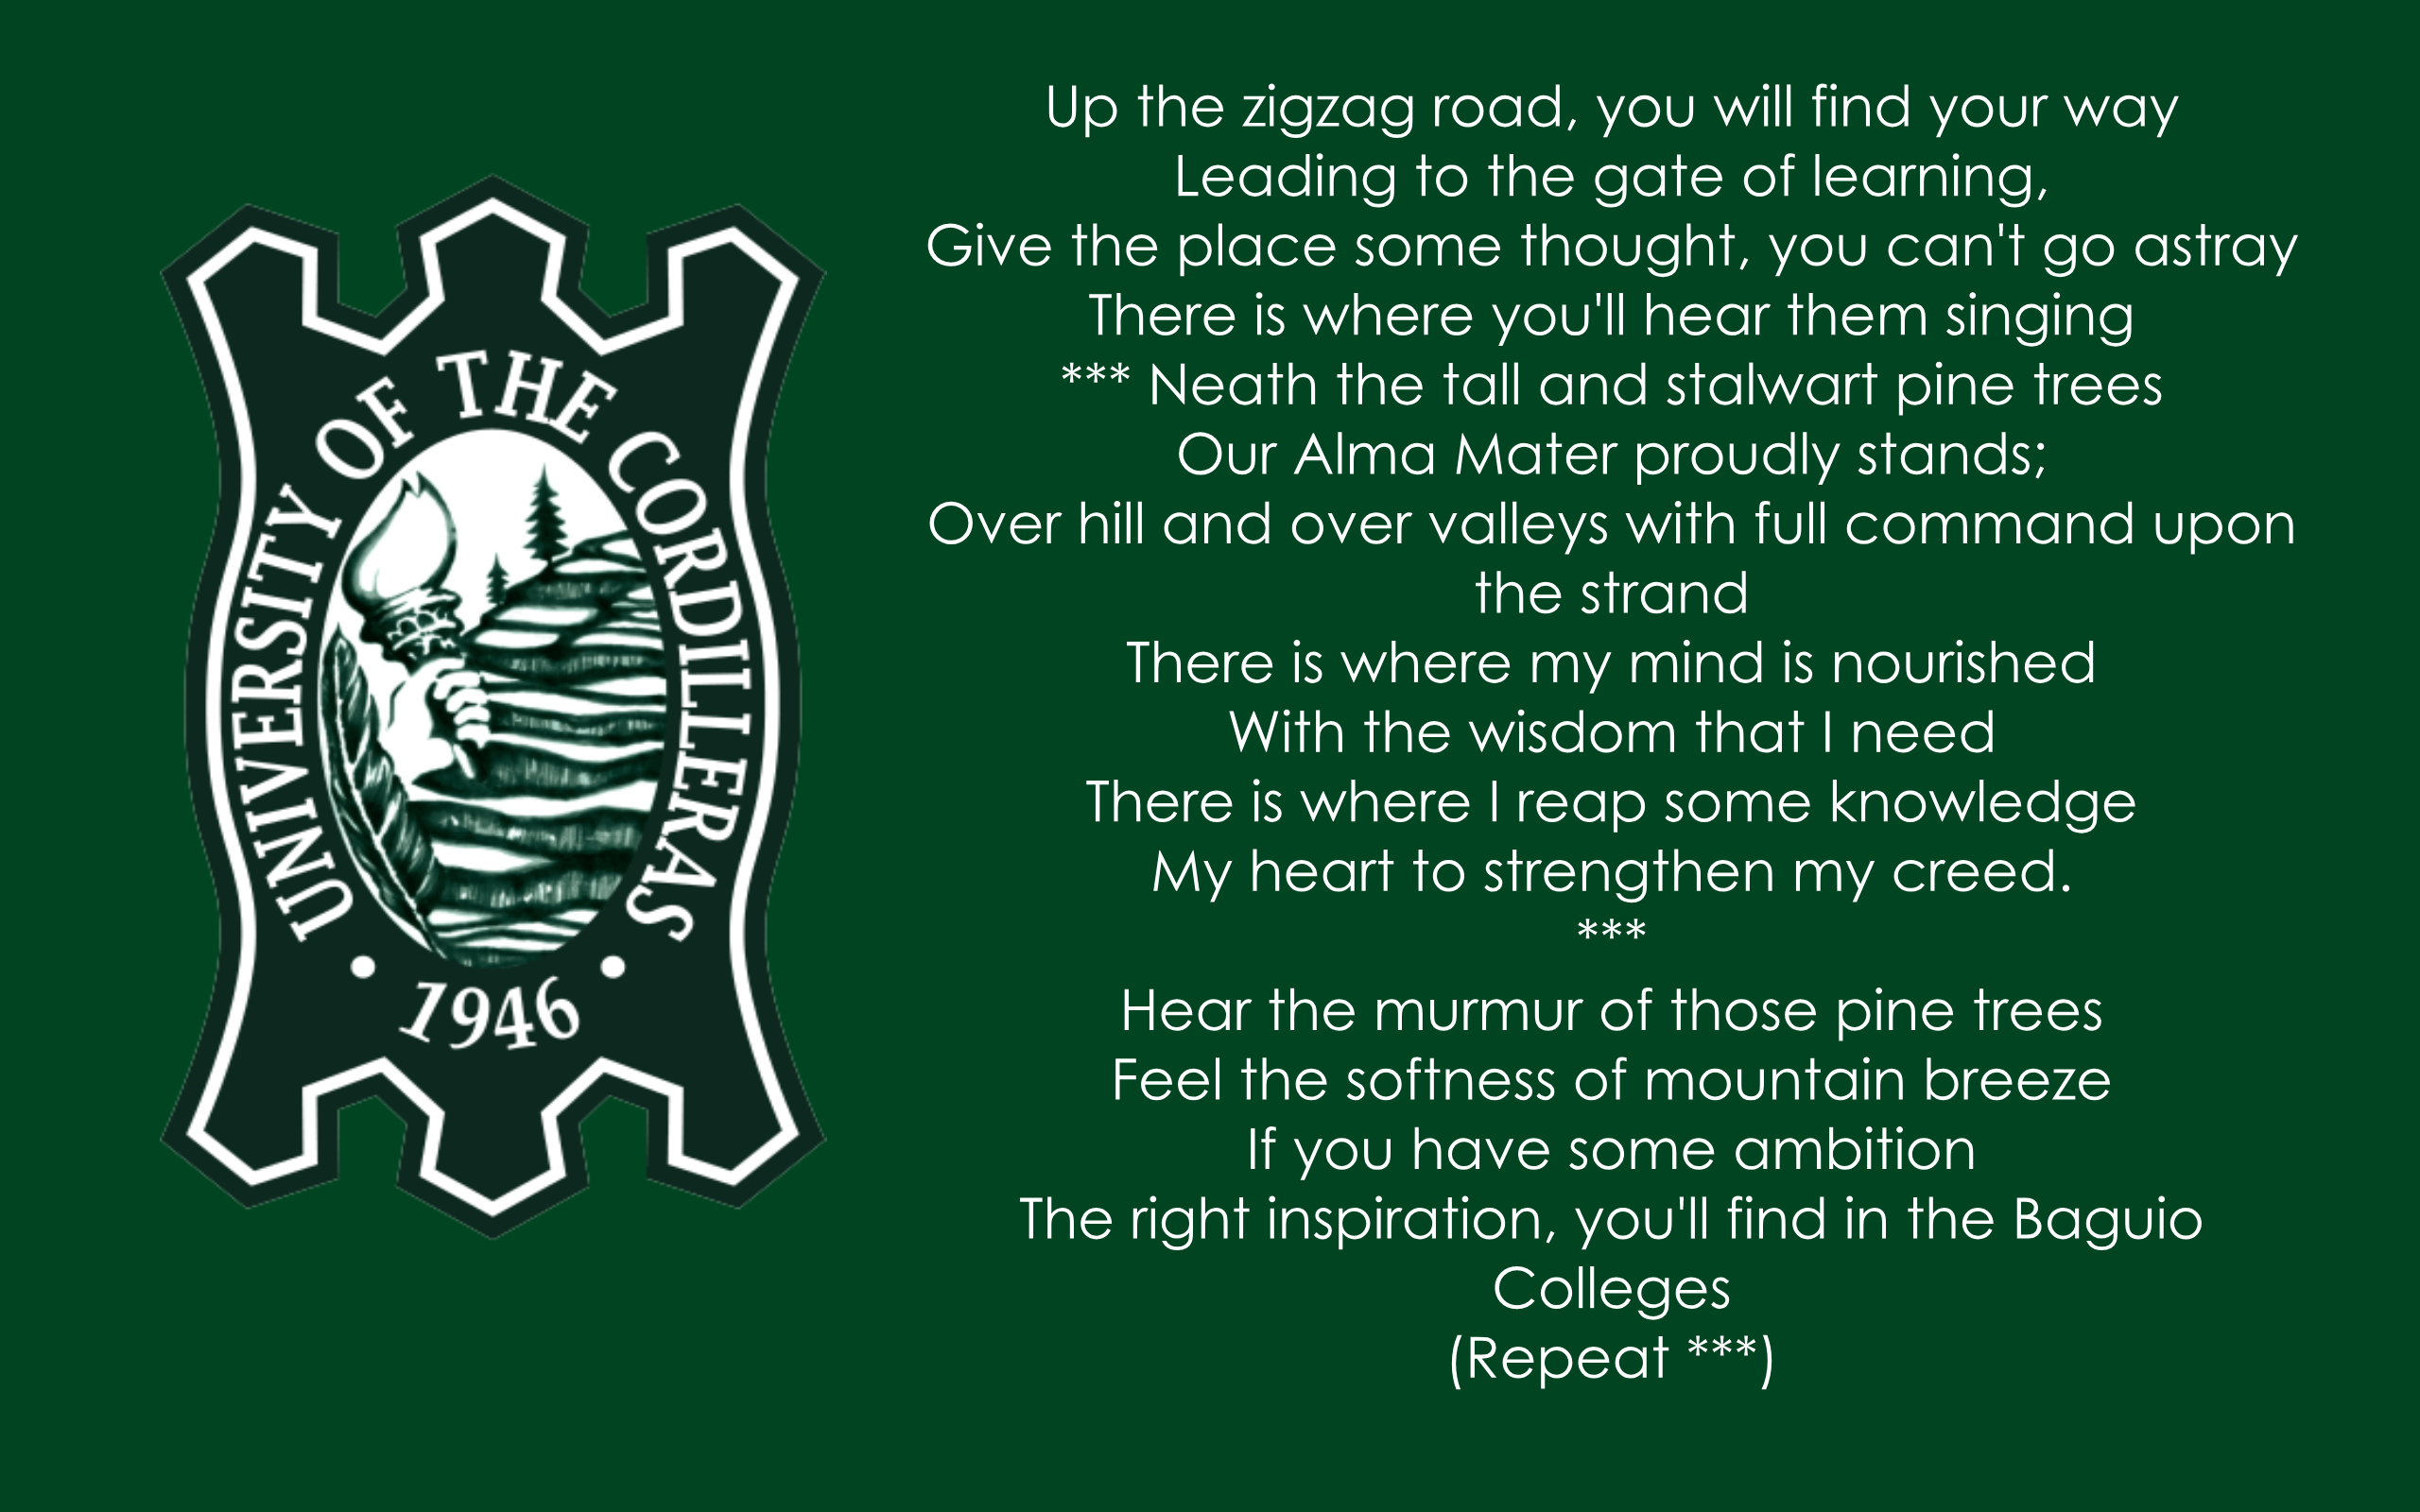 UNIVERSITY OF THE CORDILLERAS
• 1946 •
Up the zigzag road, you will find your way
Leading to the gate of learning,
Give the place some thought, you can't go astray
There is where you'll hear them singing
*** Neath the tall and stalwart pine trees
Our Alma Mater proudly stands;
Over hill and over valleys with full command upon
the strand
There is where my mind is nourished
With the wisdom that I need
There is where I reap some knowledge
My heart to strengthen my creed.
***
Hear the murmur of those pine trees
Feel the softness of mountain breeze
If you have some ambition
The right inspiration, you'll find in the Baguio
Colleges
(Repeat ***)